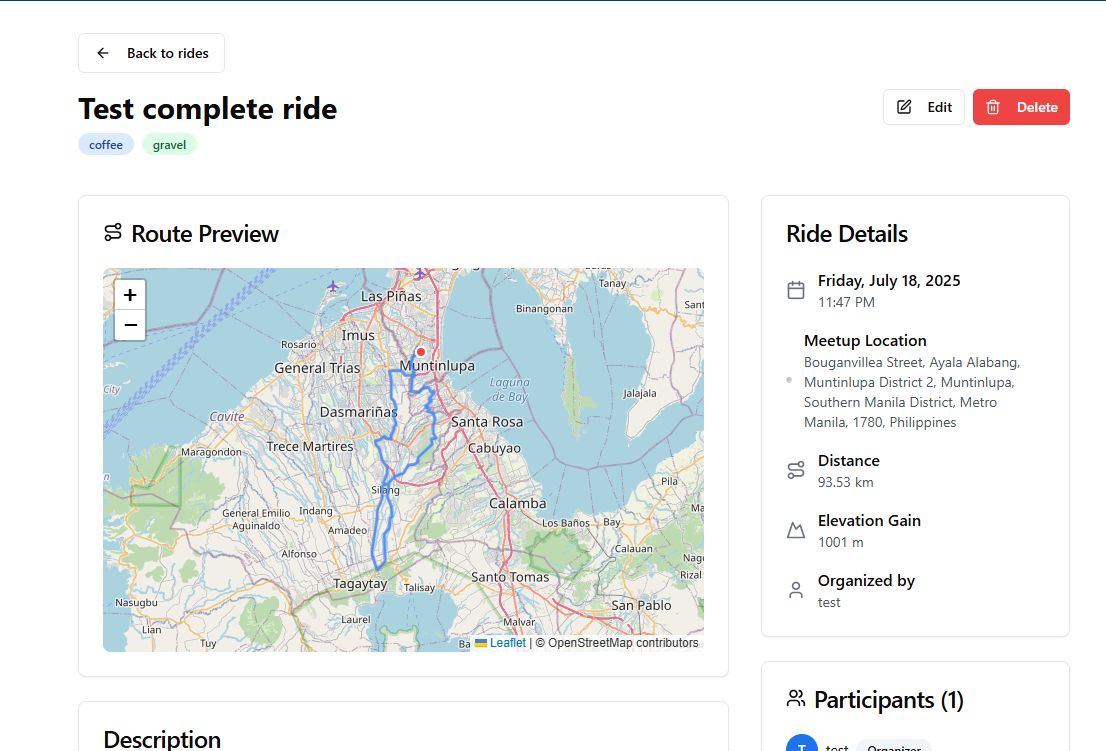 Back to rides
Test complete ride
Edit
Delete
coffee
gravel
Route Preview
+
−
Las Piñas
Tanay
Binangonan
Imus
Rosario
General Trias
Muntinlupa
Laguna
de Bay
City
Jalajala
Cavite
Dasmariñas
Santa Rosa
Trece Martires
Cabuyao
Maragondon
Pila
Silang
Calamba
General Emilio
Aguinaldo
Indang
Los Baños
Bay
Amadeo
Calauan
Alfonso
Tagaytay
Talisay
Santo Tomas
Rizal
Nasugbu
San Pablo
Laurel
Malvar
Lian
Tuy
Leaflet | © OpenStreetMap contributors
Description
Ride Details
Friday, July 18, 2025
11:47 PM
Meetup Location
Bouganvillea Street, Ayala Alabang,
Muntinlupa District 2, Muntinlupa,
Southern Manila District, Metro
Manila, 1780, Philippines
Distance
93.53 km
Elevation Gain
1001 m
Organized by
test
Participants (1)
T
test
Organizer